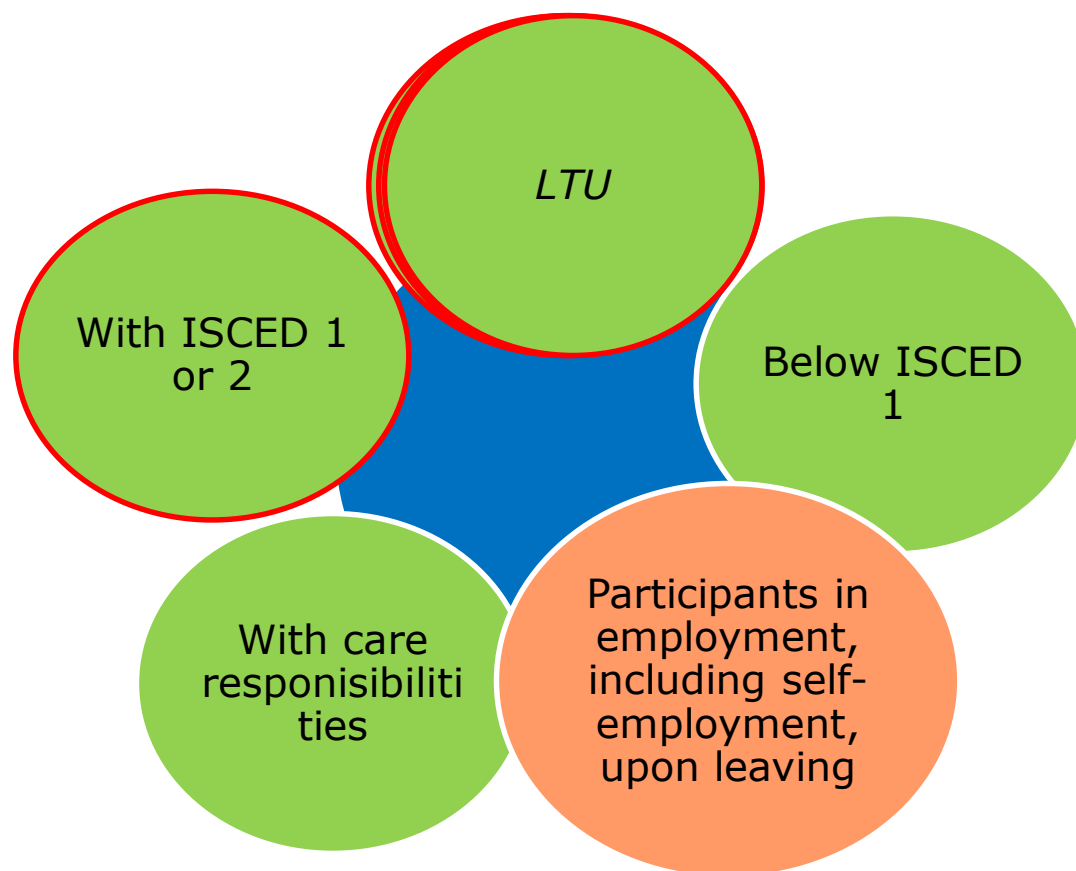 LTU
With ISCED 1
or 2
Below ISCED
1
With care
responisibiliti
ties
Participants in
employment,
including self-
employment,
upon leaving